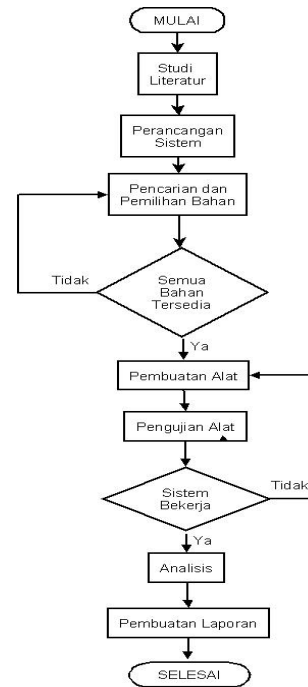 MULAI
Studi
Literatur
Perancangan
Sistem
Pencarian dan
Pemilihan Bahan
Tidak
Semua
Bahan
Tersedia
Ya
Pembuatan Alat
Pengujian Alat
Sistem
Bekerja
Tidak
Ya
Analisis
Pembuatan Laporan
SELESAI